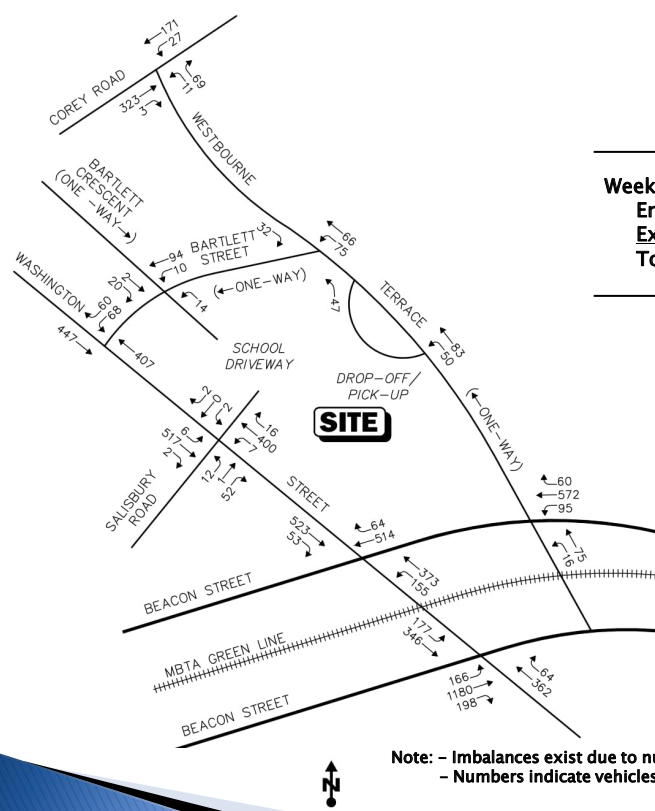 171
27
69
11
COREY ROAD
323
3
WESTBOURNE
BARTLETT
CRESCENT
(ONE -WAY→)
32
66
75
94
10
BARTLETT
STREET
(←ONE-WAY)
14
2
20
WASHINGTON
60
68
447
407
47
TERRACE
SCHOOL
DRIVEWAY
DROP-OFF/
PICK-UP
83
50
SITE
(←ONE-WAY)
2
0
2
16
400
7
6
517
2
12
1
52
SALISBURY
ROAD
STREET
523
53
64
514
60
572
95
75
16
373
155
BEACON STREET
177
346
MBTA GREEN LINE
166
1180
198
64
362
BEACON STREET
Week
Ex
To
N
Note: - Imbalances exist due to
- Numbers indicate vehicles